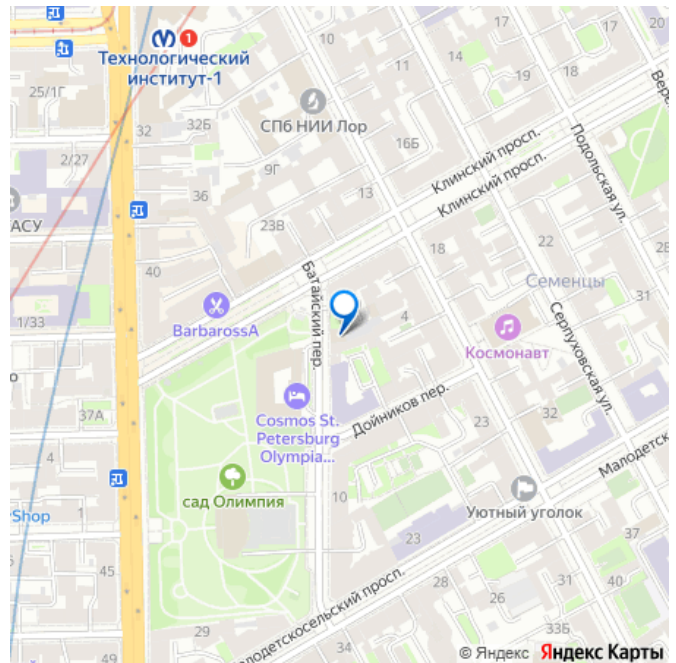 20
16
11
10
17
18
14
19
17
18
1
Технологический
институт-1
25/1Г
32
32Б
СПб НИИ Лор
16Б
Клинский просп.
Подольская ул.
Вере
2/27
9Г
36
13
Клинский просп.
28
АСУ
23В
18
22
40
Батайский пер.
Семенцы
31
1/33
BarbarossA
4
Космонавт
Серпуховская ул.
о
37А
Cosmos St.
Petersburg
Olympia...
Дойников пер.
23
32
4
Малодетск
сад Олимпия
10
Уютный уголок
Shop
23
37
45
Малодетскосельский просп.
28
31
26
29
34
33Б
© Яндекс Яндекс Карты